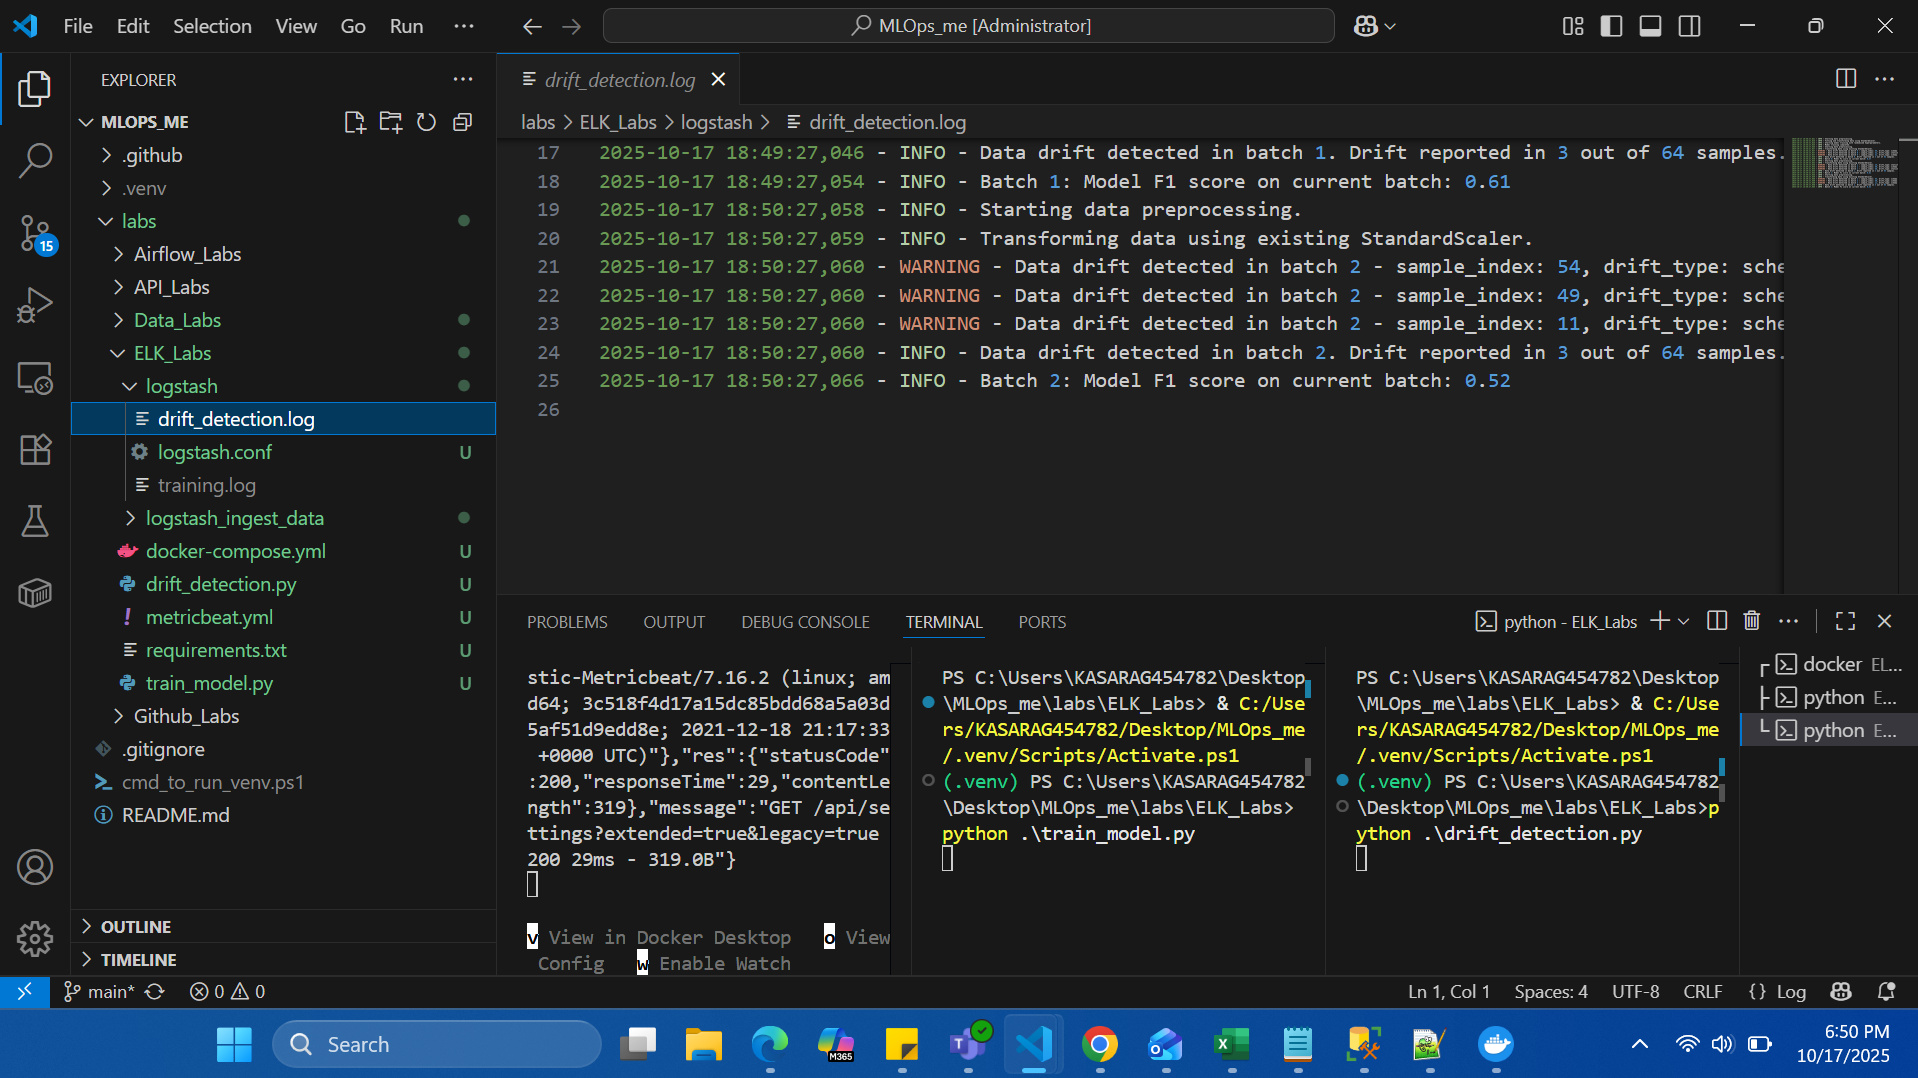 File Edit Selection View Go Run ···
MLOps_me [Administrator]
EXPLORER
MLOPS_ME
.github
.venv
labs
Airflow_Labs
API_Labs
Data_Labs
ELK_Labs
logstash
drift_detection.log
logstash.conf U
training.log
logstash_ingest_data
docker-compose.yml U
drift_detection.py U
metricbeat.yml U
requirements.txt U
train_model.py U
Github_Labs
.gitignore
cmd_to_run_venv.ps1
README.md
OUTLINE
TIMELINE
15
drift_detection.log
labs > ELK_Labs > logstash > drift_detection.log
17 2025-10-17 18:49:27,046 - INFO - Data drift detected in batch 1. Drift reported in 3 out of 64 samples.
18 2025-10-17 18:49:27,054 - INFO - Batch 1: Model F1 score on current batch: 0.61
19 2025-10-17 18:50:27,058 - INFO - Starting data preprocessing.
20 2025-10-17 18:50:27,059 - INFO - Transforming data using existing StandardScaler.
21 2025-10-17 18:50:27,060 - WARNING - Data drift detected in batch 2 - sample_index: 54, drift_type: sche
22 2025-10-17 18:50:27,060 - WARNING - Data drift detected in batch 2 - sample_index: 49, drift_type: sche
23 2025-10-17 18:50:27,060 - WARNING - Data drift detected in batch 2 - sample_index: 11, drift_type: sche
24 2025-10-17 18:50:27,060 - INFO - Data drift detected in batch 2. Drift reported in 3 out of 64 samples.
25 2025-10-17 18:50:27,066 - INFO - Batch 2: Model F1 score on current batch: 0.52
26
PROBLEMS OUTPUT DEBUG CONSOLE TERMINAL PORTS
python - ELK_Labs
stic-Metricbeat/7.16.2 (linux; am
d64; 3c518f4d17a15dc85bdd68a5a03d
5af51d9edd8e; 2021-12-18 21:17:33
+0000 UTC)"},"res":{"statusCode"
:200,"responseTime":29,"contentLe
ngth":319},"message":"GET /api/se
ttings?extended=true&legacy=true
200 29ms - 319.0B"}
v View in Docker Desktop o View
Config w Enable Watch
PS C:\Users\KASARAG454782\Desktop
\MLOps_me\labs\ELK_Labs> & C:/Use
rs/KASARAG454782/Desktop/MLOps_me
/.venv/Scripts/Activate.ps1
(.venv) PS C:\Users\KASARAG454782
\Desktop\MLOps_me\labs\ELK_Labs>
python .\train_model.py
PS C:\Users\KASARAG454782\Desktop
\MLOps_me\labs\ELK_Labs> & C:/Use
rs/KASARAG454782/Desktop/MLOps_me
/.venv/Scripts/Activate.ps1
(.venv) PS C:\Users\KASARAG454782
\Desktop\MLOps_me\labs\ELK_Labs>p
ython .\drift_detection.py
docker EL...
python E...
python E...
main* 0 0
Ln 1, Col 1 Spaces: 4 UTF-8 CRLF {} Log
Search
M365
6:50 PM
10/17/2025